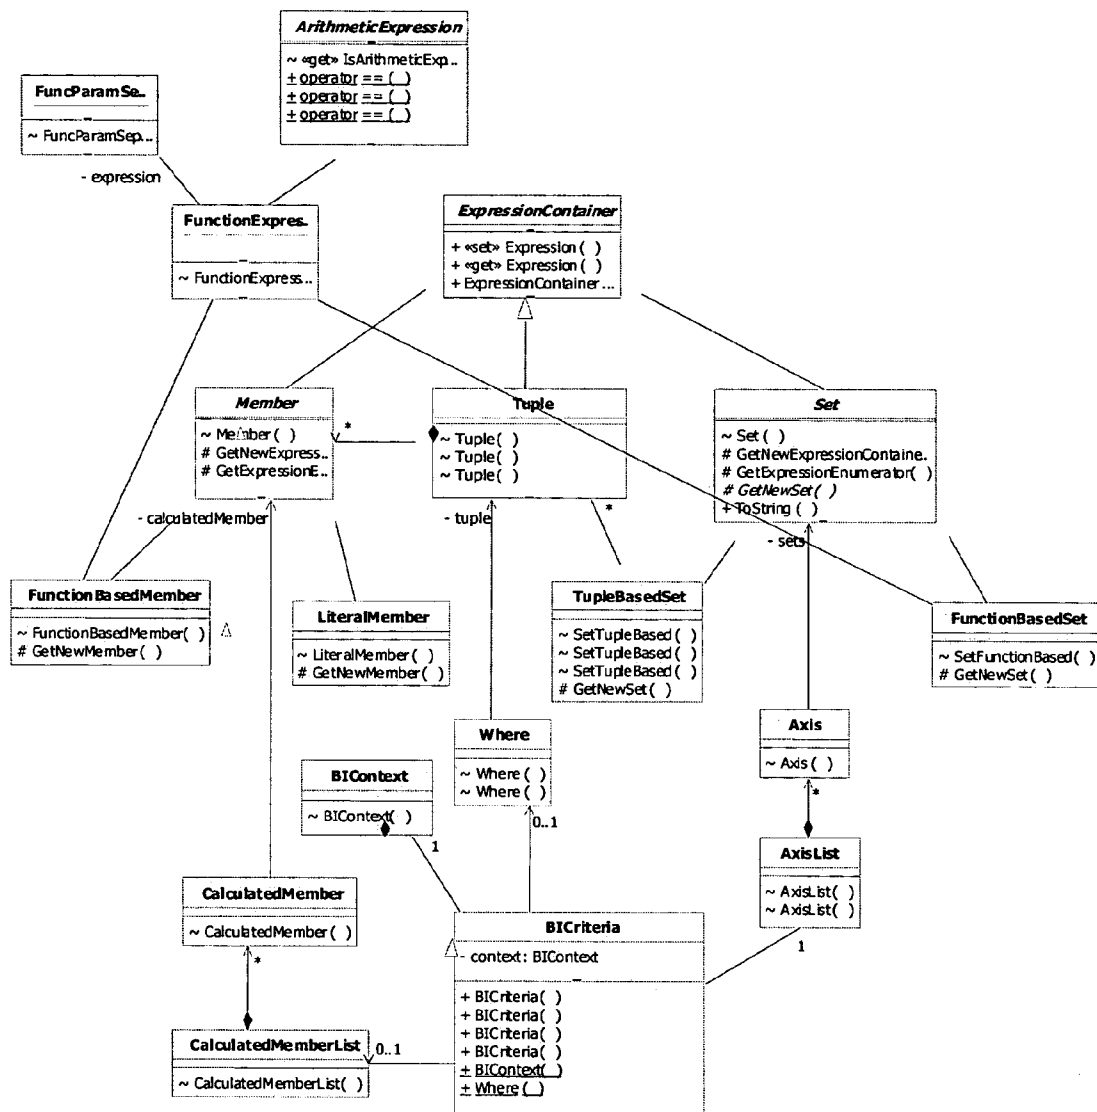 ArithmeticExpression
~ «get» IsArithmeticExp...
+ operator == ( )
+ operator == ( )
+ operator == ( )
FuncParamSe..
~ FuncParamSep...
- expression
FunctionExpres..
~ FunctionExpress...
ExpressionContainer
+ «set» Expression ( )
+ «get» Expression ( )
+ ExpressionContainer ...
Member
~ Member ( )
# GetNewExpress..
# GetExpressionE..
*
Tuple
~ Tuple( )
~ Tuple( )
~ Tuple( )
Set
~ Set ( )
# GetNewExpressionContaine..
# GetExpressionEnumerator( )
# GetNewSet ( )
+ ToString ( )
- calculatedMember
- tuple
*
- sets
FunctionBasedMember
~ FunctionBasedMember( )
# GetNewMember( )
LiteralMember
~ LiteralMember( )
# GetNewMember( )
TupleBasedSet
~ SetTupleBased( )
~ SetTupleBased( )
~ SetTupleBased( )
# GetNewSet( )
FunctionBasedSet
~ SetFunctionBased( )
# GetNewSet( )
Where
~ Where ( )
~ Where ( )
0..1
Axis
~ Axis ( )
*
BIContext
~ BIContext( )
1
AxisList
~ AxisList( )
~ AxisList( )
1
CalculatedMember
~ CalculatedMember ( )
*
BICriteria
- context: BIContext
+ BICriteria( )
+ BICriteria( )
+ BICriteria( )
+ BICriteria( )
+ BIContext( )
+ Where ( )
CalculatedMemberList
~ CalculatedMemberList( )
0..1